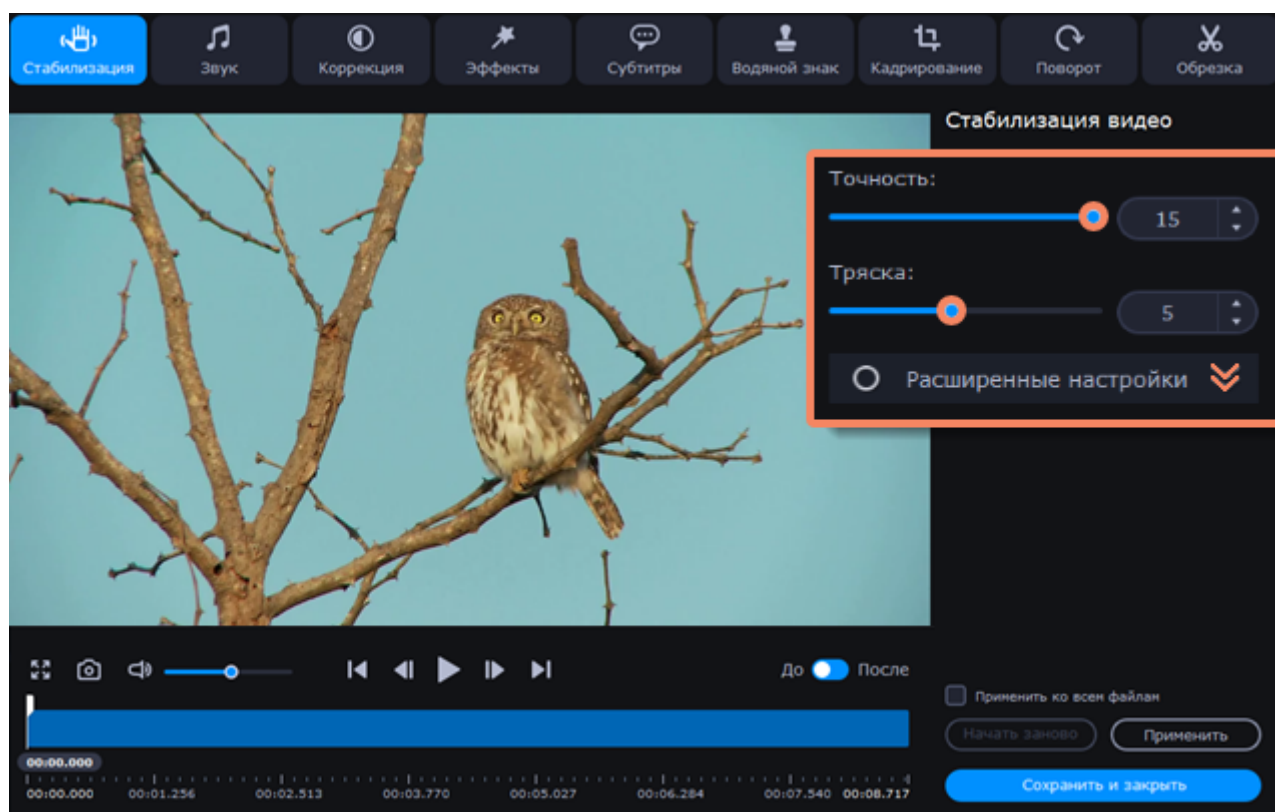 Стабилизация Звук Коррекция Эффекты Субтитры Водяной знак Кадрирование Поворот Обрезка
Стабилизация видео
Точность:
15
Тряска:
5
Расширенные настройки
До После
Применить ко всем файлам
Начать заново Применить
Сохранить и закрыть
00:00.000
00:00.000 00:01.256 00:02.513 00:03.770 00:05.027 00:06.284 00:07.540 00:08.717